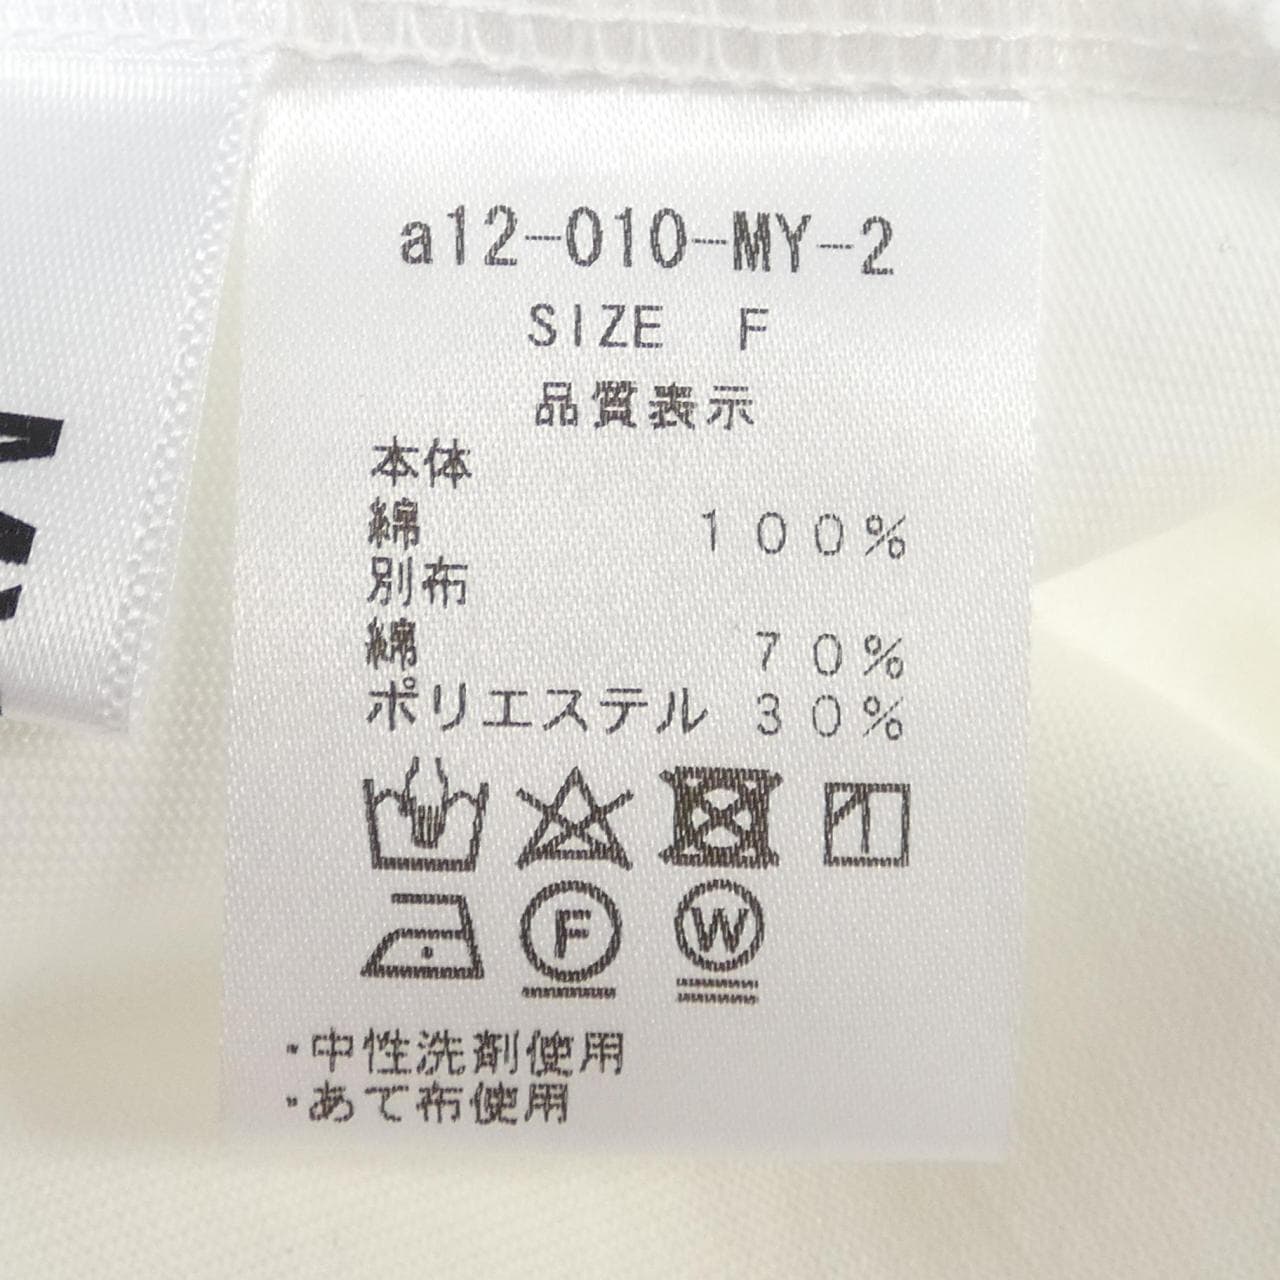 a12-010-MY-2
SIZE F
品質表示
本体
綿 100%
別布
綿 70%
ポリエステル 30%
F W
・中性洗剤使用
・あて布使用